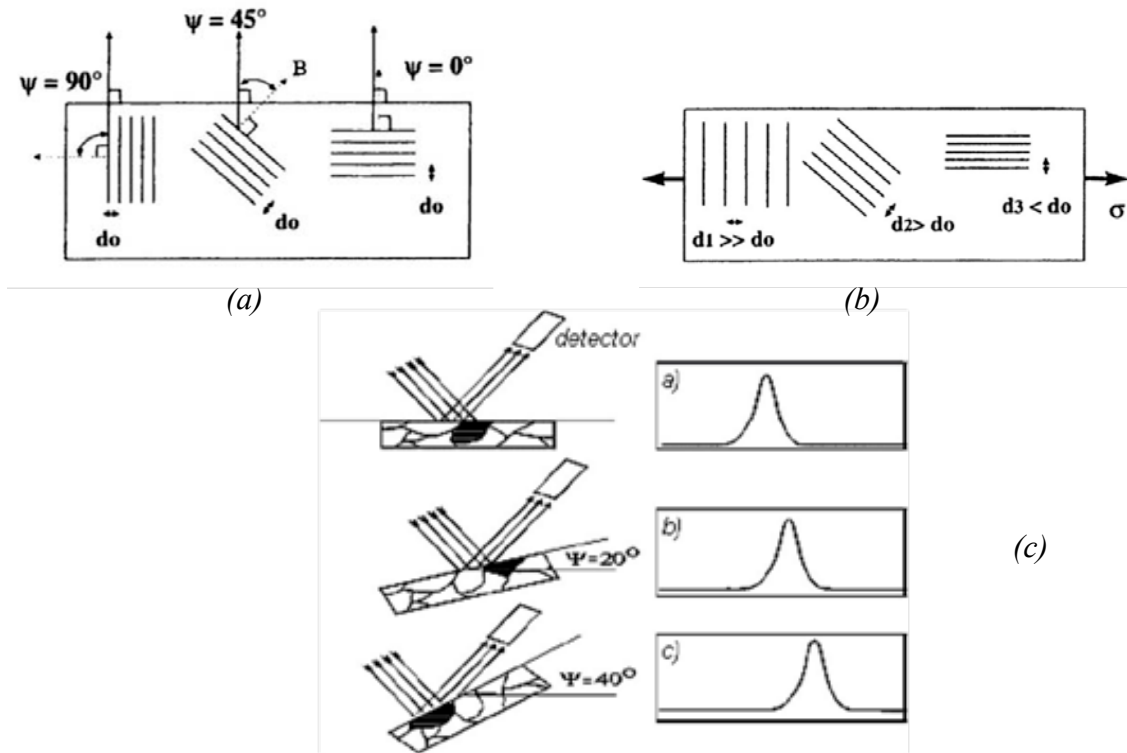 ψ = 45°
B
ψ = 90°
ψ = 0°
do
do
do
(a)
d1 >> do
d2> do
d3 < do
σ
(b)
detector
a)
Ψ=20°
b)
(c)
Ψ=40°
c)